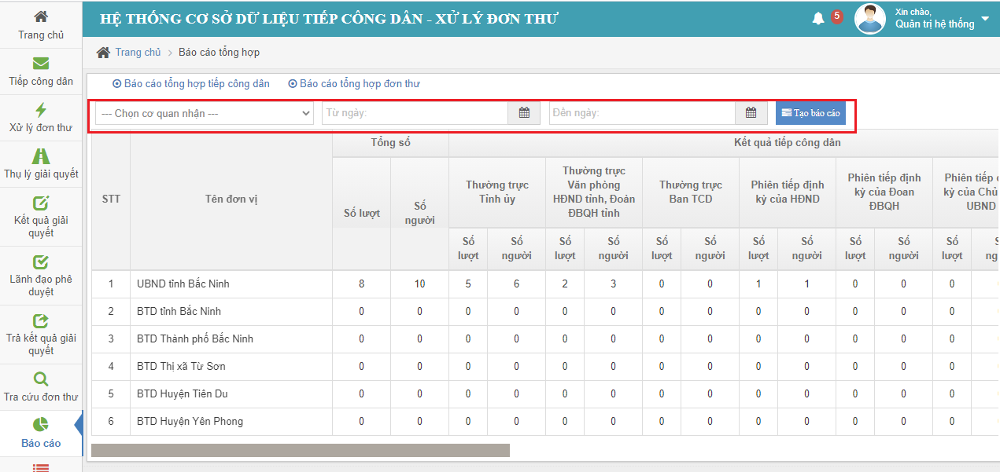 HỆ THỐNG CƠ SỞ DỮ LIỆU TIẾP CÔNG DÂN - XỬ LÝ ĐƠN THƯ
5
Xin chào,
Quản trị hệ thống
Trang chủ
Tiếp công dân
Xử lý đơn thư
Thụ lý giải quyết
Kết quả giải
quyết
Lãnh đạo phê
duyệt
Trả kết quả giải
quyết
Tra cứu đơn thư
Báo cáo
Trang chủ > Báo cáo tổng hợp
Báo cáo tổng hợp tiếp công dân Báo cáo tổng hợp đơn thư
--- Chọn cơ quan nhận --- Từ ngày: Đến ngày: Tạo báo cáo
STT
Tên đơn vị
Tổng số
Số lượt
Số
người
Kết quả tiếp công dân
Thường trực
Tỉnh ủy
Thường trực
Văn phòng
HĐND tỉnh, Đoàn
ĐBQH tỉnh
Thường trực
Ban TCD
Phiên tiếp định
kỳ của HĐND
Phiên tiếp định
kỳ của Đoan
ĐBQH
Phiên tiếp
kỳ của Chủ
UBND
Số
lượt
Số
người
Số
lượt
Số
người
Số
lượt
Số
người
Số
lượt
Số
người
Số
lượt
Số
người
Số
lượt
1 UBND tỉnh Bắc Ninh 8 10 5 6 2 3 0 0 1 1 0 0 0
2 BTD tỉnh Bắc Ninh 0 0 0 0 0 0 0 0 0 0 0 0 0
3 BTD Thành phố Bắc Ninh 0 0 0 0 0 0 0 0 0 0 0 0 0
4 BTD Thị xã Từ Sơn 0 0 0 0 0 0 0 0 0 0 0 0 0
5 BTD Huyện Tiên Du 0 0 0 0 0 0 0 0 0 0 0 0 0
6 BTD Huyện Yên Phong 0 0 0 0 0 0 0 0 0 0 0 0 0